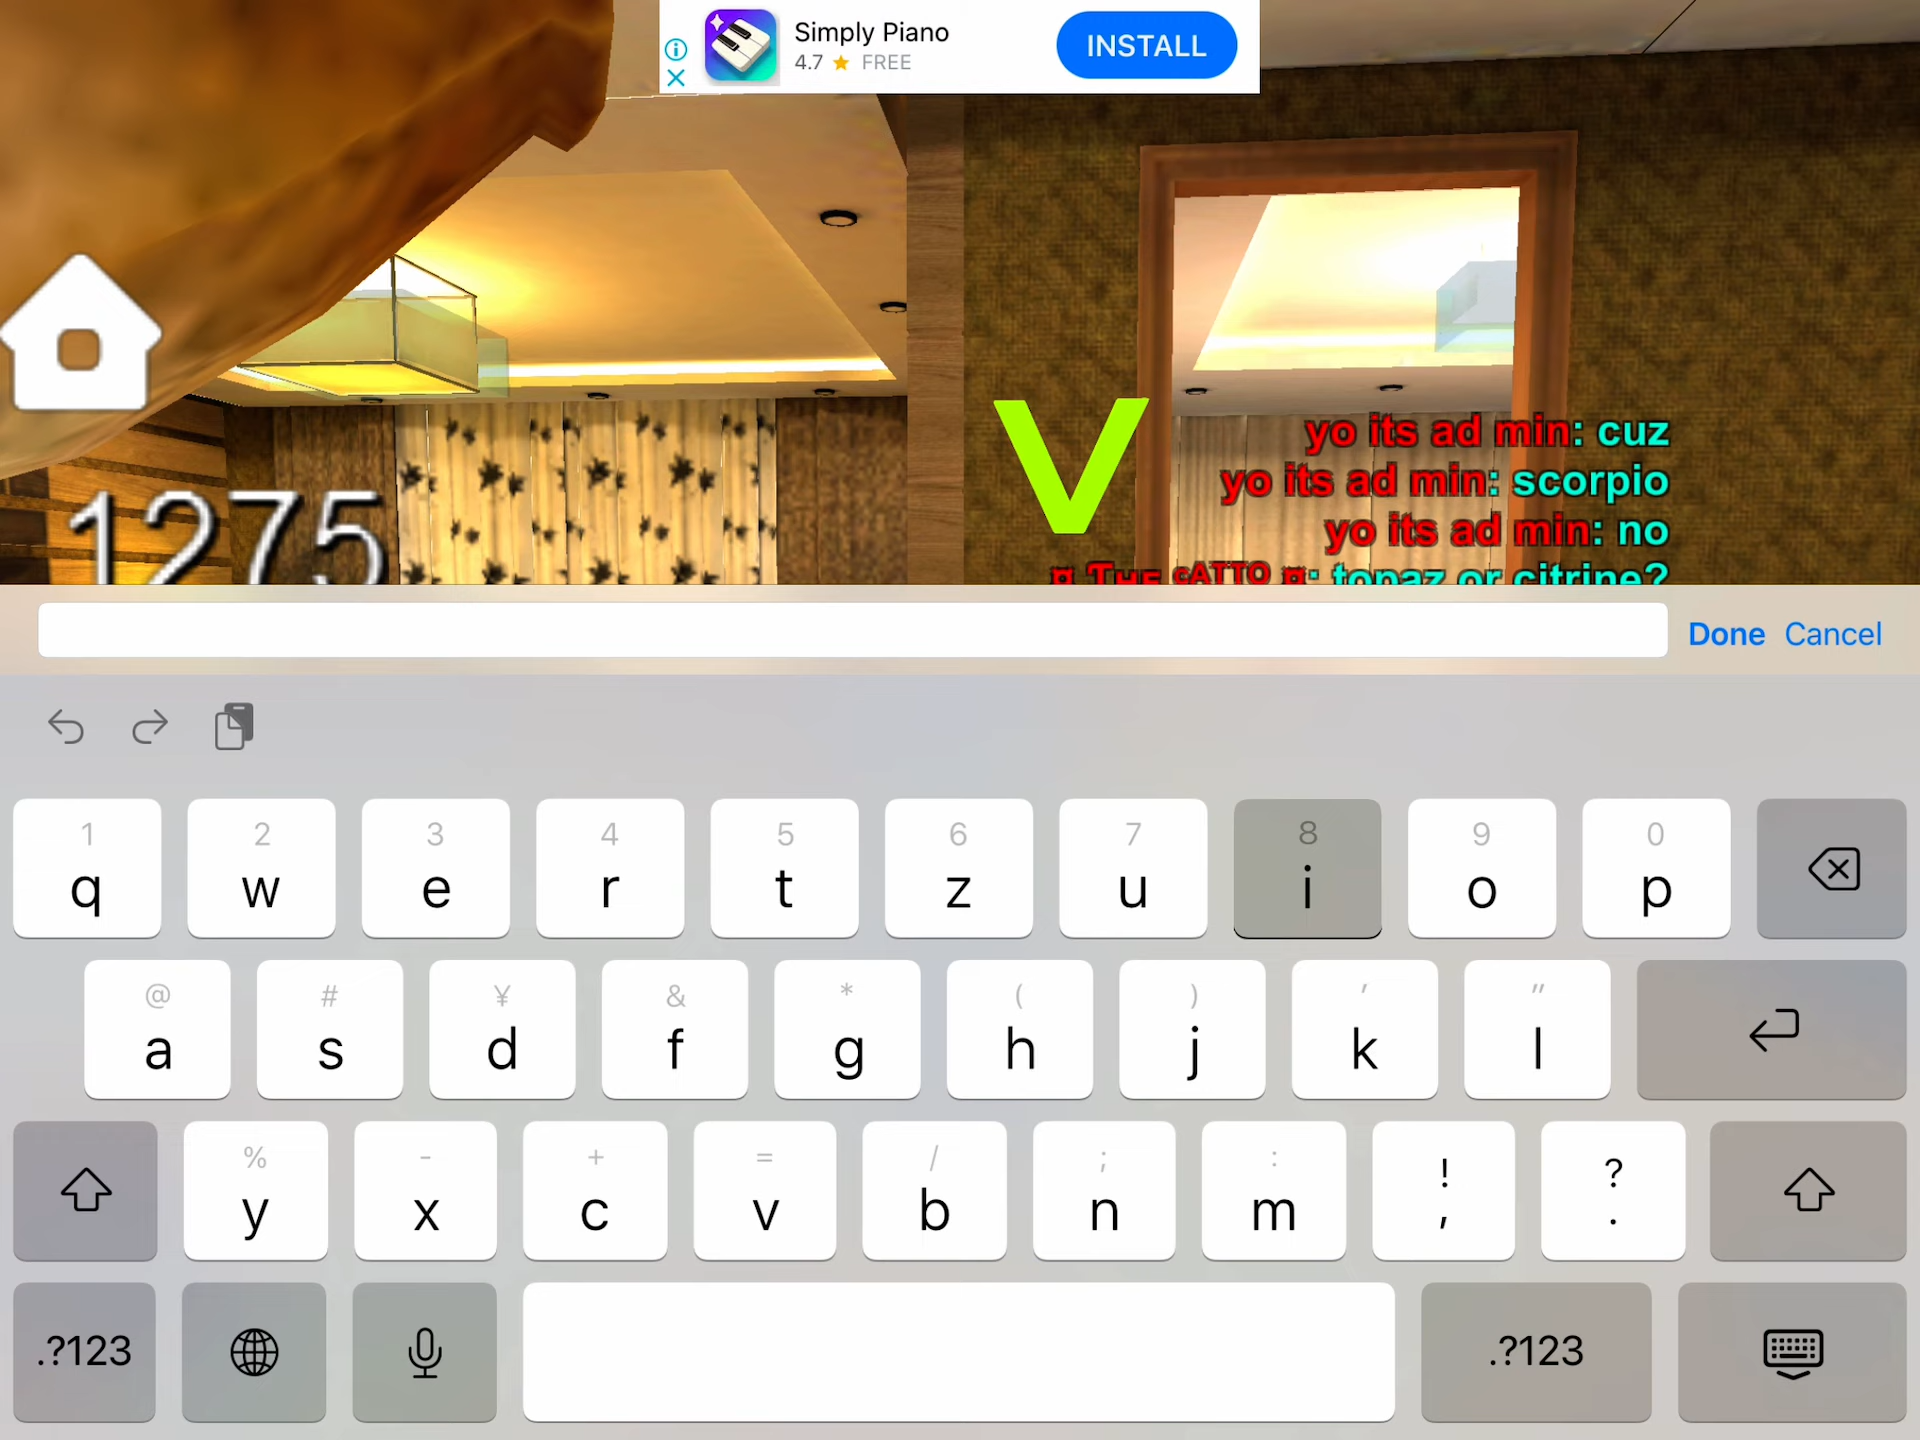 Simply Piano
4.7 ★ FREE
INSTALL
V
yo its ad min: cuz
yo its ad min: scorpio
yo its ad min: no
¤ THE cATTO ¤: topaz or citrine?
1275
Done Cancel
1 2 3 4 5 6 7 8 9 0
q w e r t z u i o p
@ # ¥ & * ( ) ' "
a s d f g h j k l
% - + = / ; : ! ?
y x c v b n m , .
.?123 .?123